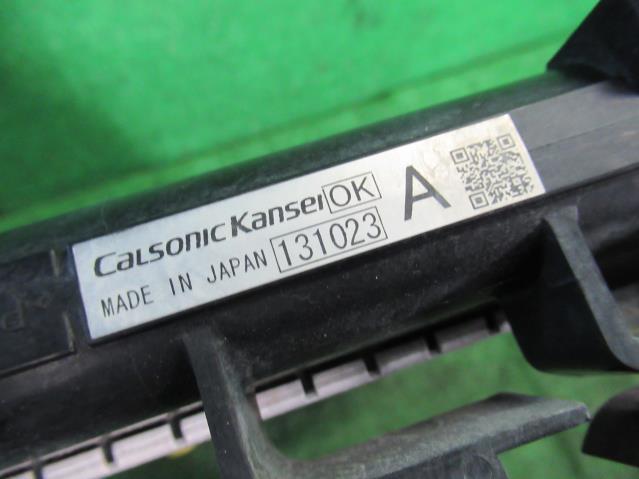 CALSONIC Kansei OK A
MADE IN JAPAN 131023